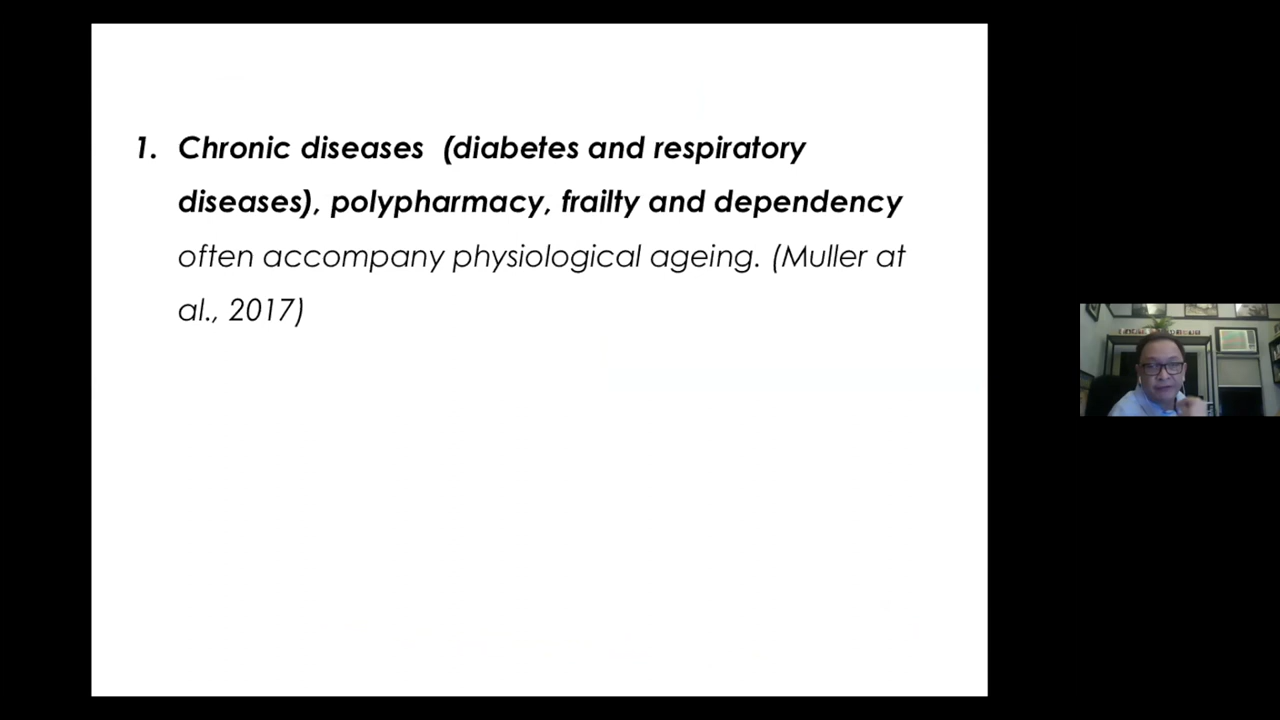 1. Chronic diseases (diabetes and respiratory
diseases), polypharmacy, frailty and dependency
often accompany physiological ageing. (Muller at
al., 2017)